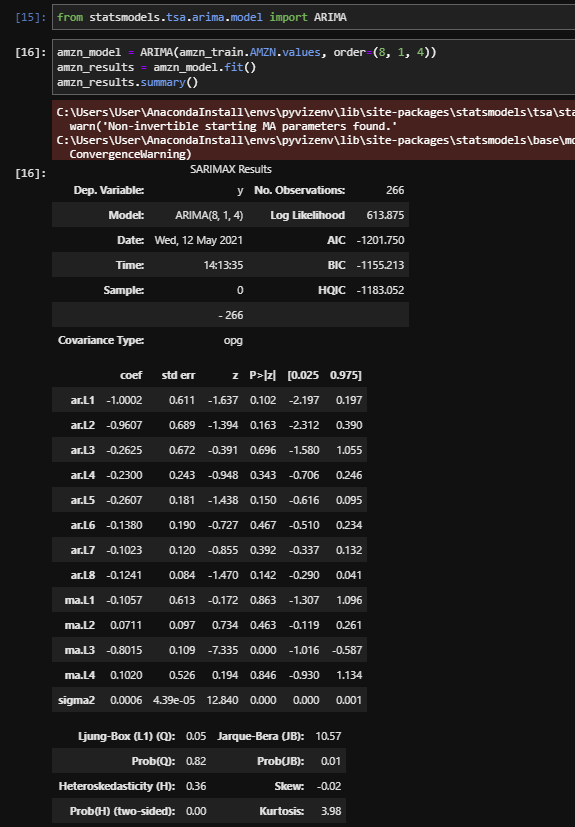 [15]: from statsmodels.tsa.arima.model import ARIMA
[16]: amzn_model = ARIMA(amzn_train.AMZN.values, order=(8, 1, 4))
amzn_results = amzn_model.fit()
amzn_results.summary()
C:\Users\User\AnacondaInstall\envs\pyvizenv\lib\site-packages\statsmodels\tsa\sta
warn('Non-invertible starting MA parameters found.'
C:\Users\User\AnacondaInstall\envs\pyvizenv\lib\site-packages\statsmodels\base\mo
ConvergenceWarning)
[16]: SARIMAX Results
Dep. Variable: y No. Observations: 266
Model: ARIMA(8, 1, 4) Log Likelihood 613.875
Date: Wed, 12 May 2021 AIC -1201.750
Time: 14:13:35 BIC -1155.213
Sample: 0 HQIC -1183.052
- 266
Covariance Type: opg
coef std err z P>|z| [0.025 0.975]
ar.L1 -1.0002 0.611 -1.637 0.102 -2.197 0.197
ar.L2 -0.9607 0.689 -1.394 0.163 -2.312 0.390
ar.L3 -0.2625 0.672 -0.391 0.696 -1.580 1.055
ar.L4 -0.2300 0.243 -0.948 0.343 -0.706 0.246
ar.L5 -0.2607 0.181 -1.438 0.150 -0.616 0.095
ar.L6 -0.1380 0.190 -0.727 0.467 -0.510 0.234
ar.L7 -0.1023 0.120 -0.855 0.392 -0.337 0.132
ar.L8 -0.1241 0.084 -1.470 0.142 -0.290 0.041
ma.L1 -0.1057 0.613 -0.172 0.863 -1.307 1.096
ma.L2 0.0711 0.097 0.734 0.463 -0.119 0.261
ma.L3 -0.8015 0.109 -7.335 0.000 -1.016 -0.587
ma.L4 0.1020 0.526 0.194 0.846 -0.930 1.134
sigma2 0.0006 4.39e-05 12.840 0.000 0.000 0.001
Ljung-Box (L1) (Q): 0.05 Jarque-Bera (JB): 10.57
Prob(Q): 0.82 Prob(JB): 0.01
Heteroskedasticity (H): 0.36 Skew: -0.02
Prob(H) (two-sided): 0.00 Kurtosis: 3.98